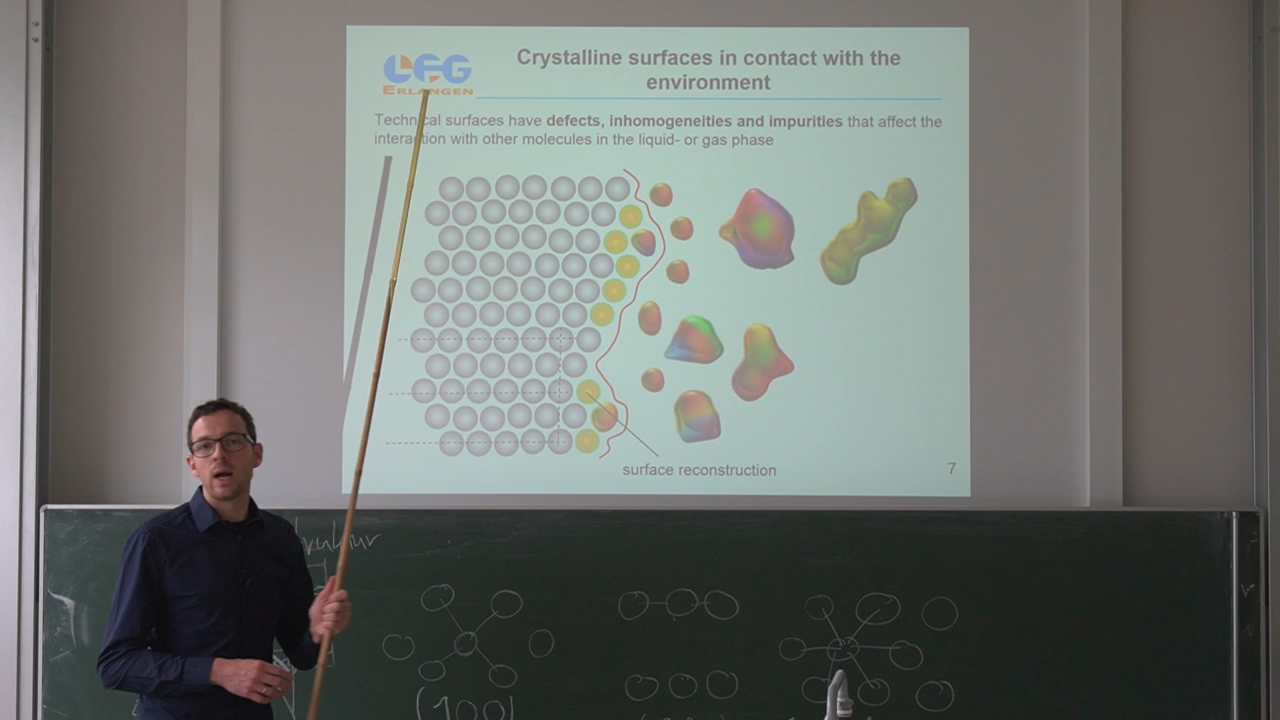 LFG
ERLANGEN
Crystalline surfaces in contact with the
environment
Technical surfaces have defects, inhomogeneities and impurities that affect the
interaction with other molecules in the liquid- or gas phase
surface reconstruction
7
(100)